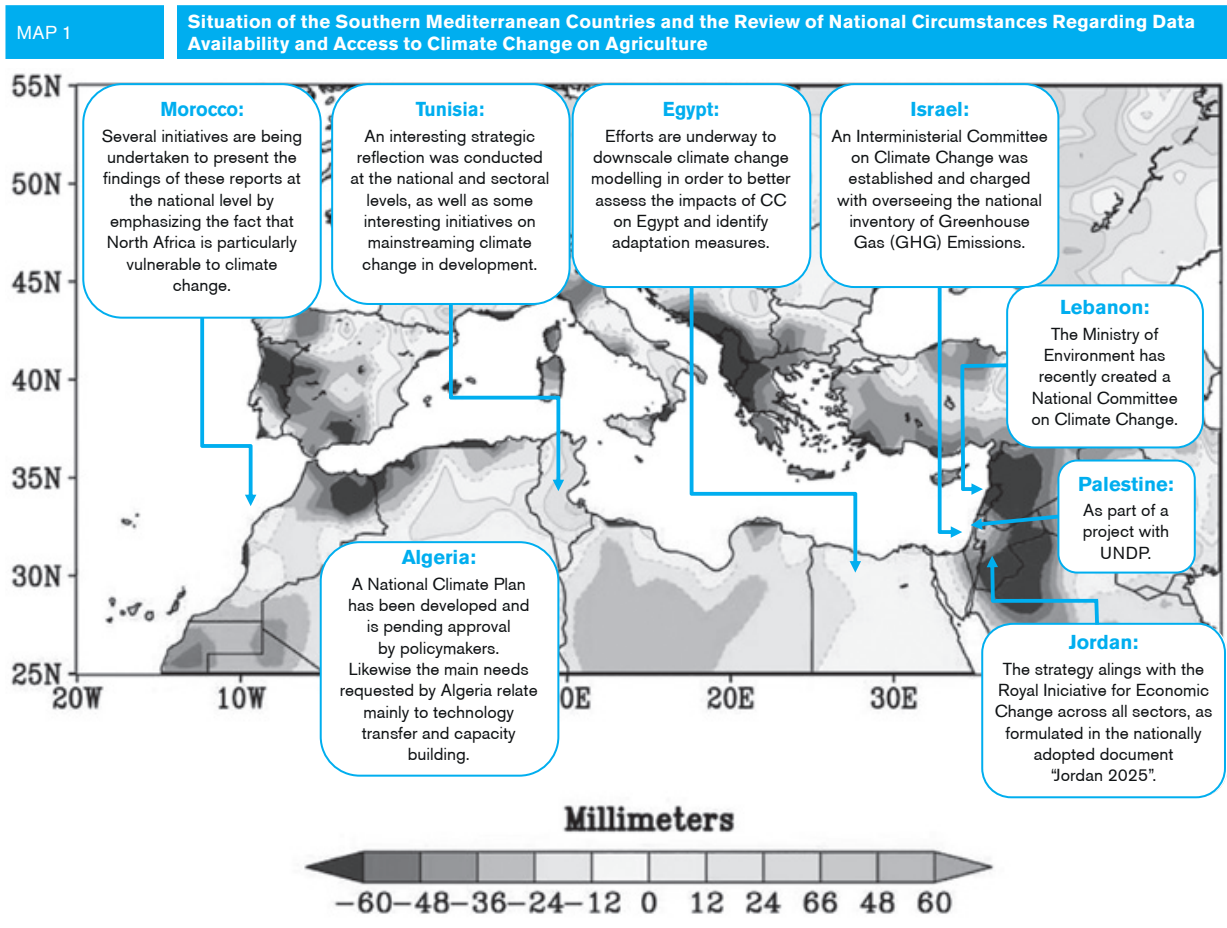 MAP 1
Situation of the Southern Mediterranean Countries and the Review of National Circumstances Regarding Data
Availability and Access to Climate Change on Agriculture
55N
50N
45N
40N
35N
30N
25N
Morocco:
Several initiatives are being
undertaken to present the
findings of these reports at
the national level by
emphasizing the fact that
North Africa is particularly
vulnerable to climate
change.
Tunisia:
An interesting strategic
reflection was conducted
at the national and sectoral
levels, as well as some
interesting initiatives on
mainstreaming climate
change in development.
Egypt:
Efforts are underway to
downscale climate change
modelling in order to better
assess the impacts of CC
on Egypt and identify
adaptation measures.
Israel:
An Interministerial Committee
on Climate Change was
established and charged
with overseeing the national
inventory of Greenhouse
Gas (GHG) Emissions.
Lebanon:
The Ministry of
Environment has
recently created a
National Committee
on Climate Change.
Palestine:
As part of a
project with
UNDP.
Algeria:
A National Climate Plan
has been developed and
is pending approval
by policymakers.
Likewise the main needs
requested by Algeria relate
mainly to technology
transfer and capacity
building.
Jordan:
The strategy alings with the
Royal Iniciative for Economic
Change across all sectors, as
formulated in the nationally
adopted document
“Jordan 2025”.
20W 10W 0E 20E 30E
Millimeters
−60 −48 −36 −24 −12 0 12 24 66 48 60